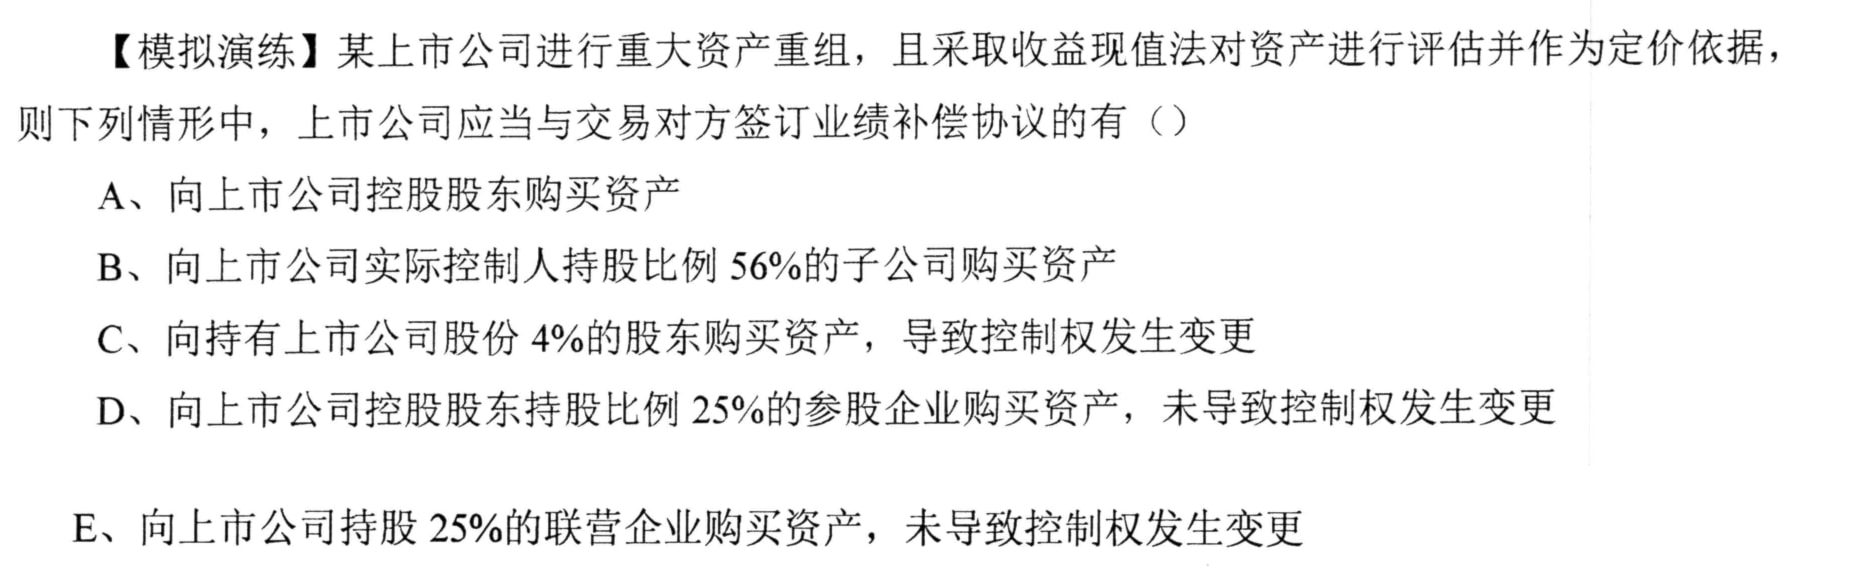 【模拟演练】某上市公司进行重大资产重组，且采取收益现值法对资产进行评估并作为定价依据，
则下列情形中，上市公司应当与交易对方签订业绩补偿协议的有（）
A、向上市公司控股股东购买资产
B、向上市公司实际控制人持股比例 56%的子公司购买资产
C、向持有上市公司股份 4%的股东购买资产，导致控制权发生变更
D、向上市公司控股股东持股比例 25%的参股企业购买资产，未导致控制权发生变更
E、向上市公司持股 25%的联营企业购买资产，未导致控制权发生变更